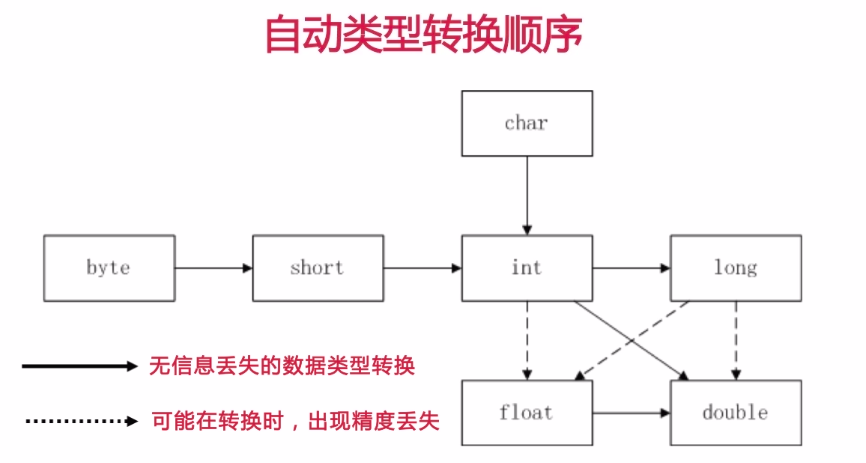 自动类型转换顺序
char
byte
short
int
long
无信息丢失的数据类型转换
可能在转换时，出现精度丢失
float
double